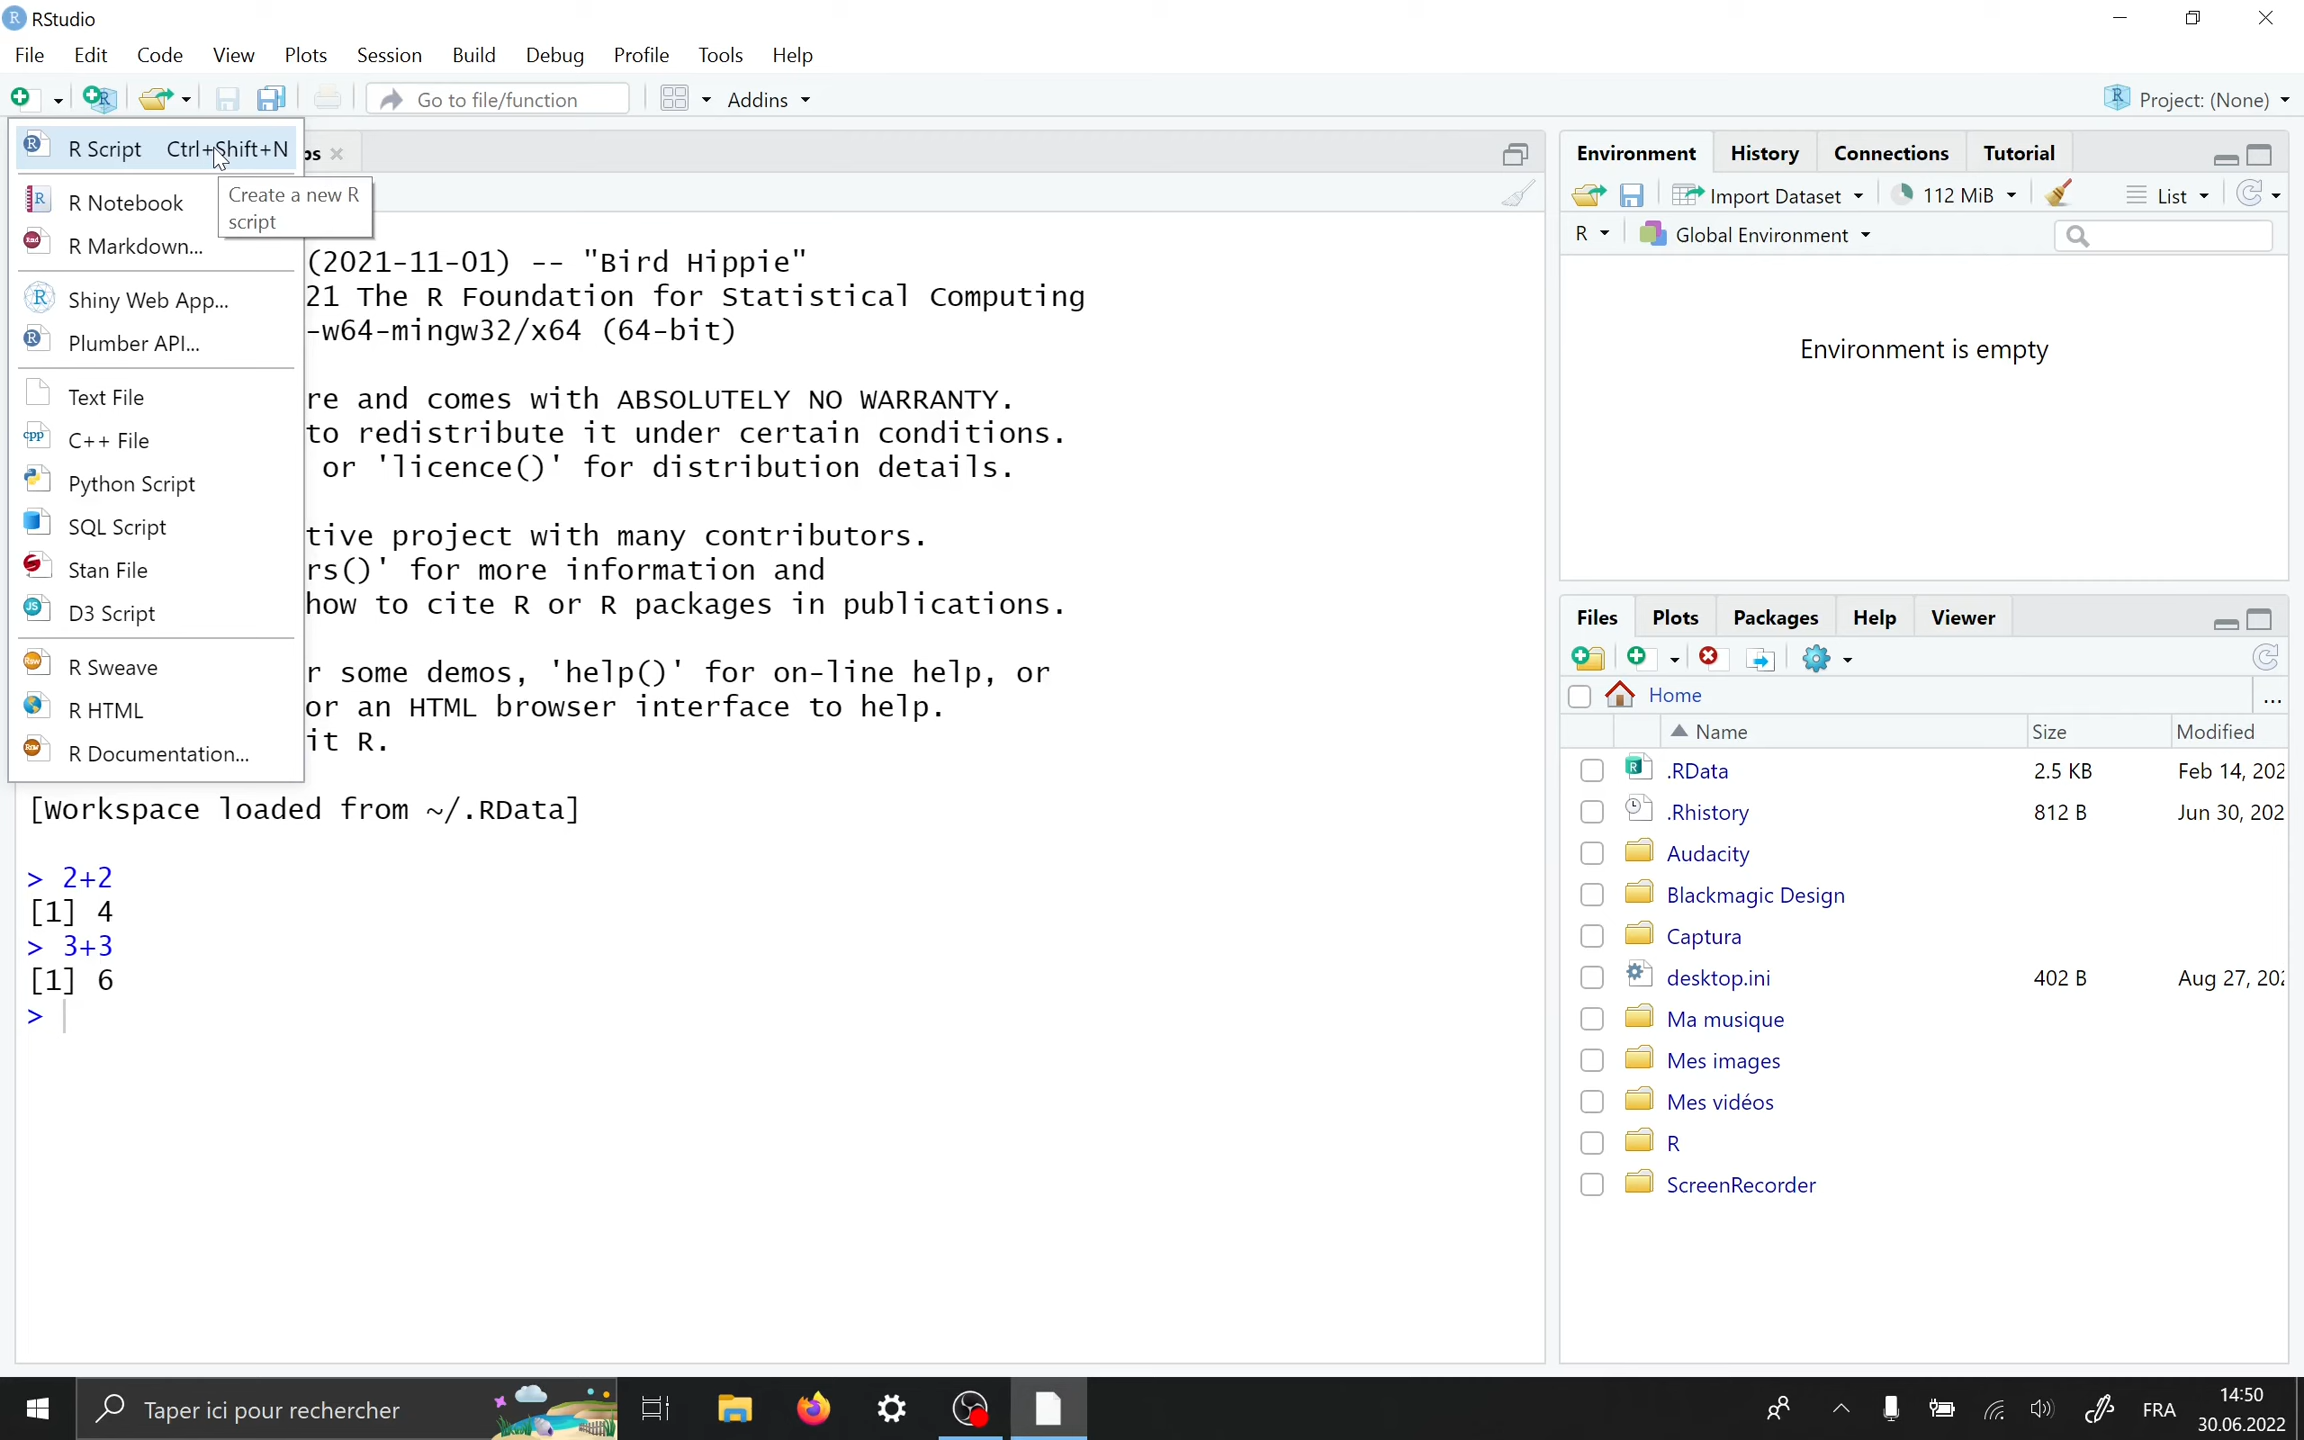 RStudio
File Edit Code View Plots Session Build Debug Profile Tools Help
Go to file/function Addins Project: (None)
R Script Ctrl+Shift+N
Create a new R
script
R Notebook
R Markdown...
Shiny Web App...
Plumber API...
Text File
C++ File
Python Script
SQL Script
Stan File
D3 Script
R Sweave
R HTML
R Documentation...
bs
(2021-11-01) -- "Bird Hippie"
21 The R Foundation for Statistical Computing
-w64-mingw32/x64 (64-bit)
re and comes with ABSOLUTELY NO WARRANTY.
to redistribute it under certain conditions.
or 'licence()' for distribution details.
tive project with many contributors.
rs()' for more information and
how to cite R or R packages in publications.
r some demos, 'help()' for on-line help, or
or an HTML browser interface to help.
it R.
[Workspace loaded from ~/.RData]
> 2+2
[1] 4
> 3+3
[1] 6
>
Environment History Connections Tutorial
Import Dataset 112 MiB List
R Global Environment
Environment is empty
Files Plots Packages Help Viewer
Home ...
Name Size Modified
.RData 2.5 KB Feb 14, 202
.Rhistory 812 B Jun 30, 202
Audacity
Blackmagic Design
Captura
desktop.ini 402 B Aug 27, 202
Ma musique
Mes images
Mes vidéos
R
ScreenRecorder
Taper ici pour rechercher FRA 14:50
30.06.2022